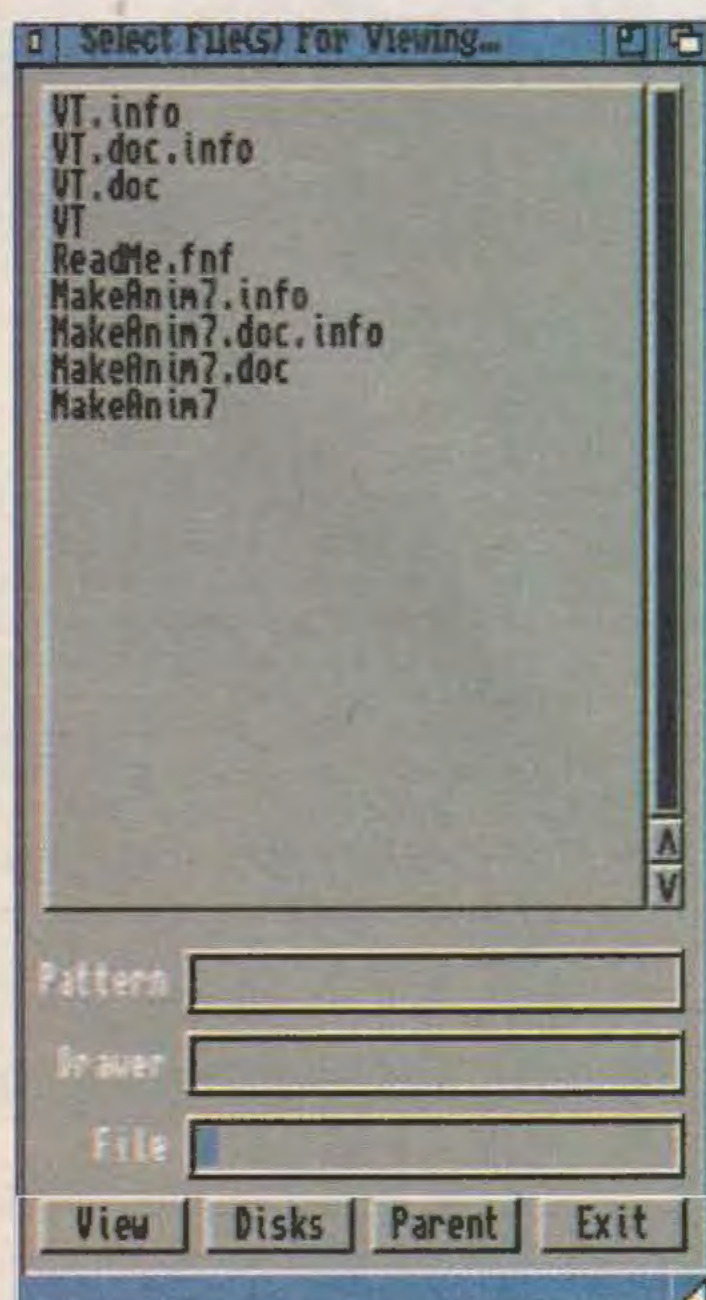 Select File(s) For Viewing...
VT.info
VT.doc.info
VT.doc
VT
ReadMe.fnf
MakeAnim7.info
MakeAnim7.doc.info
MakeAnim7.doc
MakeAnim7
Pattern
Drawer
File
View Disks Parent Exit